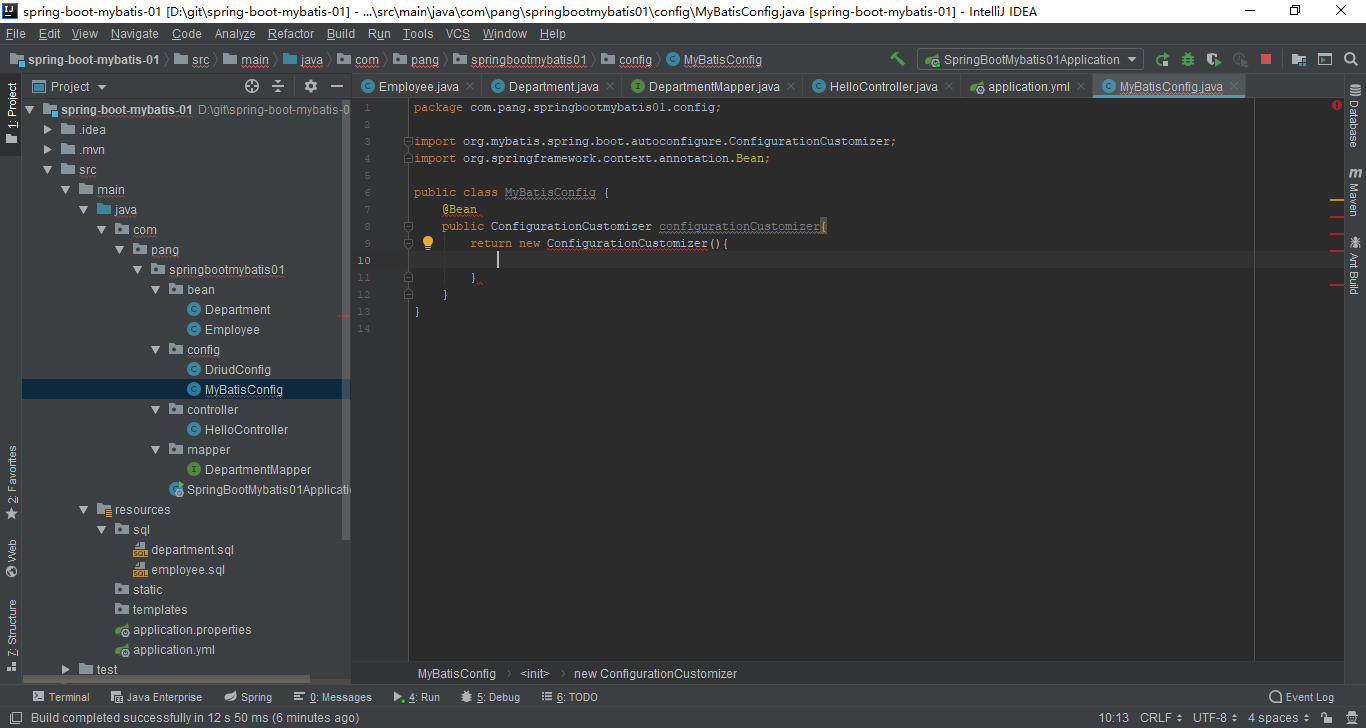 spring-boot-mybatis-01 [D:\git\spring-boot-mybatis-01] - ...\src\main\java\com\pang\springbootmybatis01\config\MyBatisConfig.java [spring-boot-mybatis-01] - IntelliJ IDEA
File Edit View Navigate Code Analyze Refactor Build Run Tools VCS Window Help
spring-boot-mybatis-01 src main java com pang springbootmybatis01 config MyBatisConfig SpringBootMybatis01Application
Project
Employee.java Department.java DepartmentMapper.java HelloController.java application.yml MyBatisConfig.java
1: Project
2: Favorites
Web
7: Structure
spring-boot-mybatis-01 D:\git\spring-boot-mybatis-0
.idea
.mvn
src
main
java
com
pang
springbootmybatis01
bean
Department
Employee
config
DriudConfig
MyBatisConfig
controller
HelloController
mapper
DepartmentMapper
SpringBootMybatis01Applicati
resources
sql
department.sql
employee.sql
static
templates
application.properties
application.yml
test
1 package com.pang.springbootmybatis01.config;
2
3 import org.mybatis.spring.boot.autoconfigure.ConfigurationCustomizer;
4 import org.springframework.context.annotation.Bean;
5
6 public class MyBatisConfig {
7 @Bean
8 public ConfigurationCustomizer configurationCustomizer{
9 return new ConfigurationCustomizer(){
10
11 }
12 }
13 }
14
Database
Maven
Ant Build
MyBatisConfig <init> new ConfigurationCustomizer
Terminal Java Enterprise Spring 0: Messages 4: Run 5: Debug 6: TODO Event Log
Build completed successfully in 12 s 50 ms (6 minutes ago) 10:13 CRLF UTF-8 4 spaces